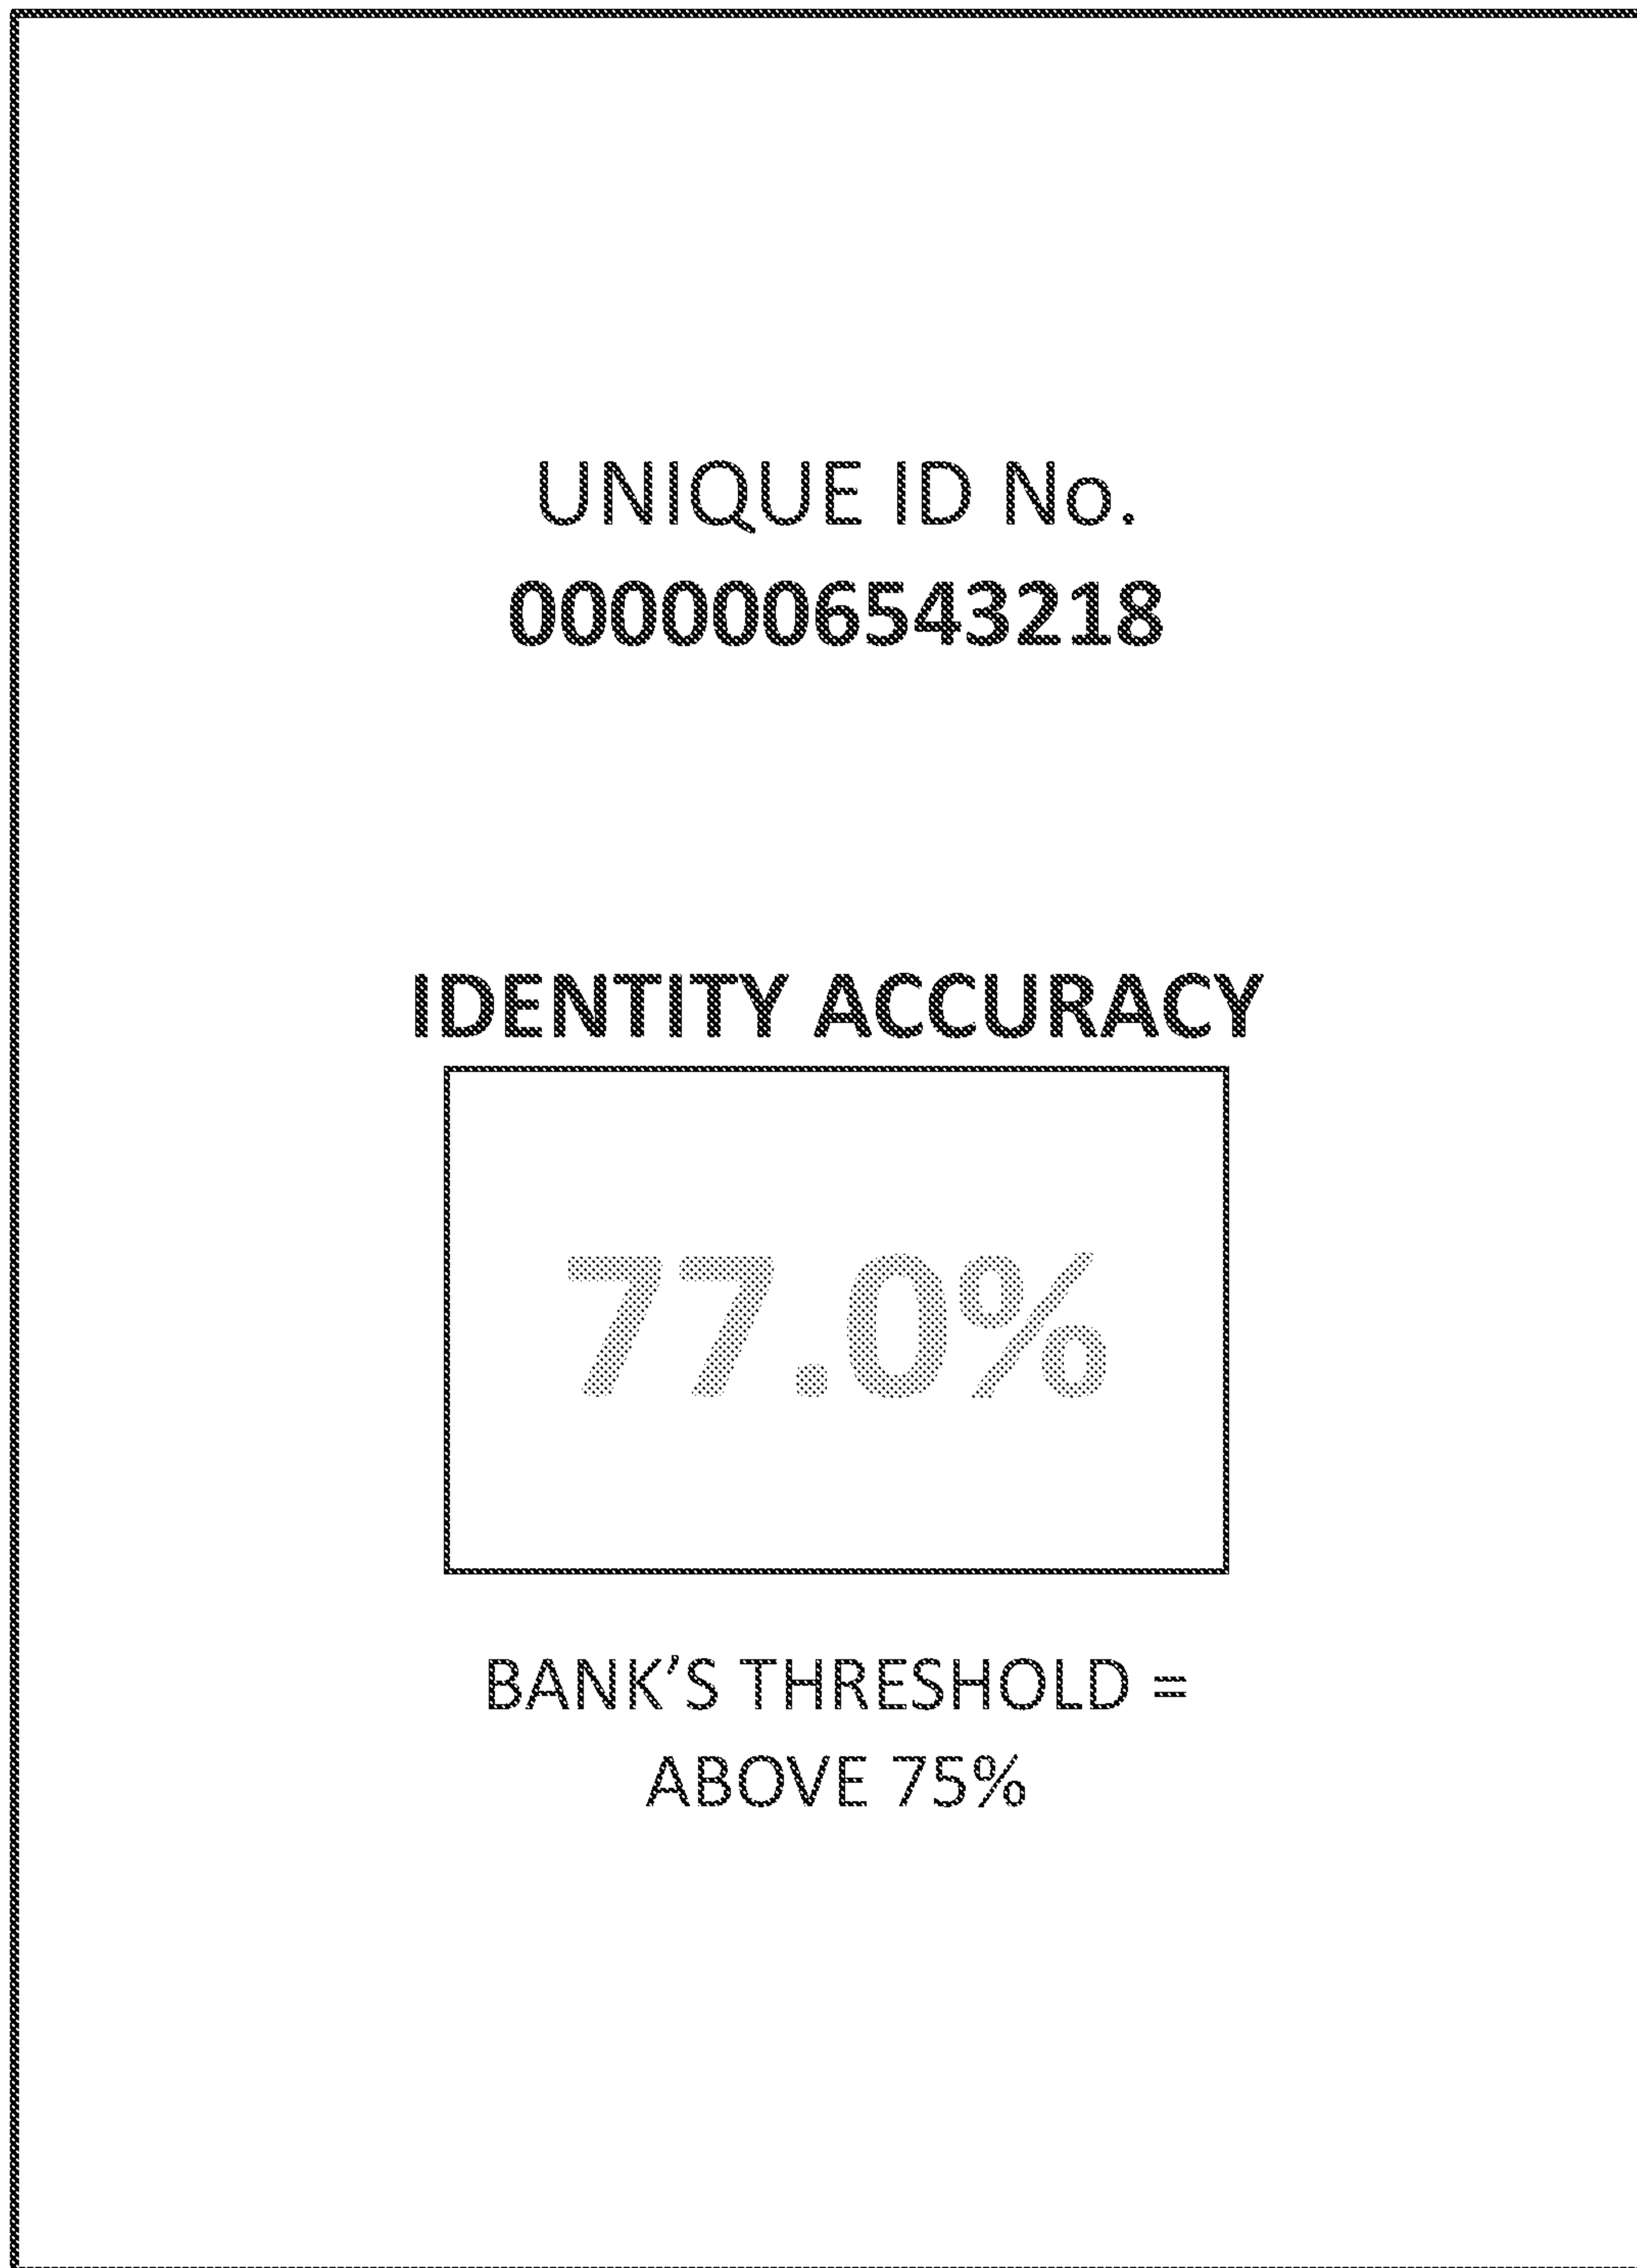 UNIQUE ID No.
0000006543218
IDENTITY ACCURACY
77.0%
BANK’S THRESHOLD =
ABOVE 75%